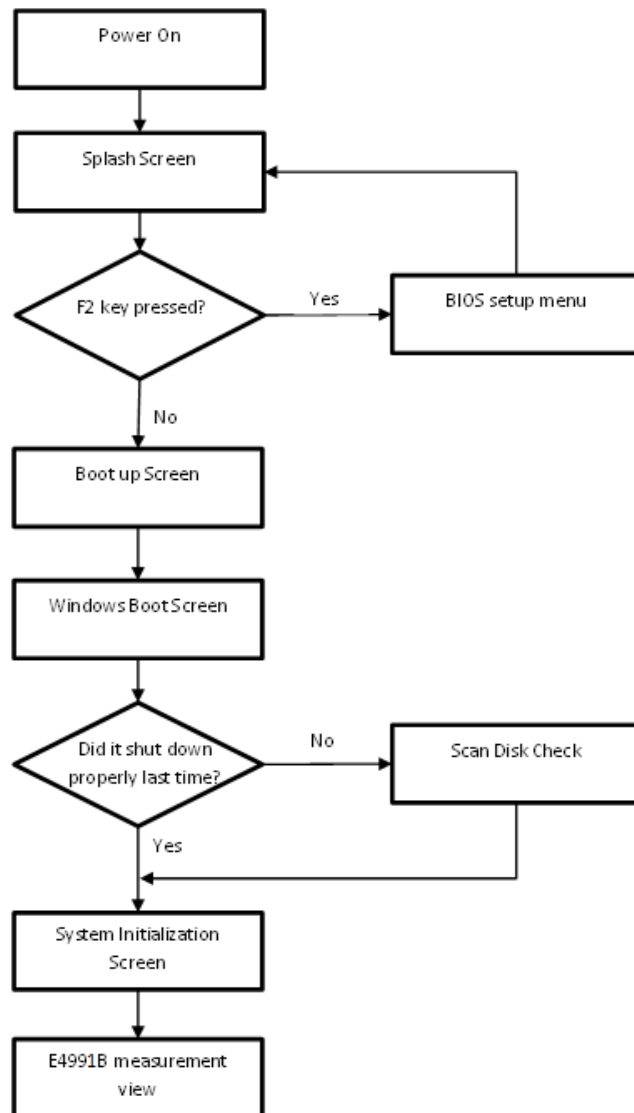 Power On
Splash Screen
F2 key pressed?
Yes
BIOS setup menu
No
Boot up Screen
Windows Boot Screen
Did it shut down
properly last time?
No
Scan Disk Check
Yes
System Initialization
Screen
E4991B measurement
view